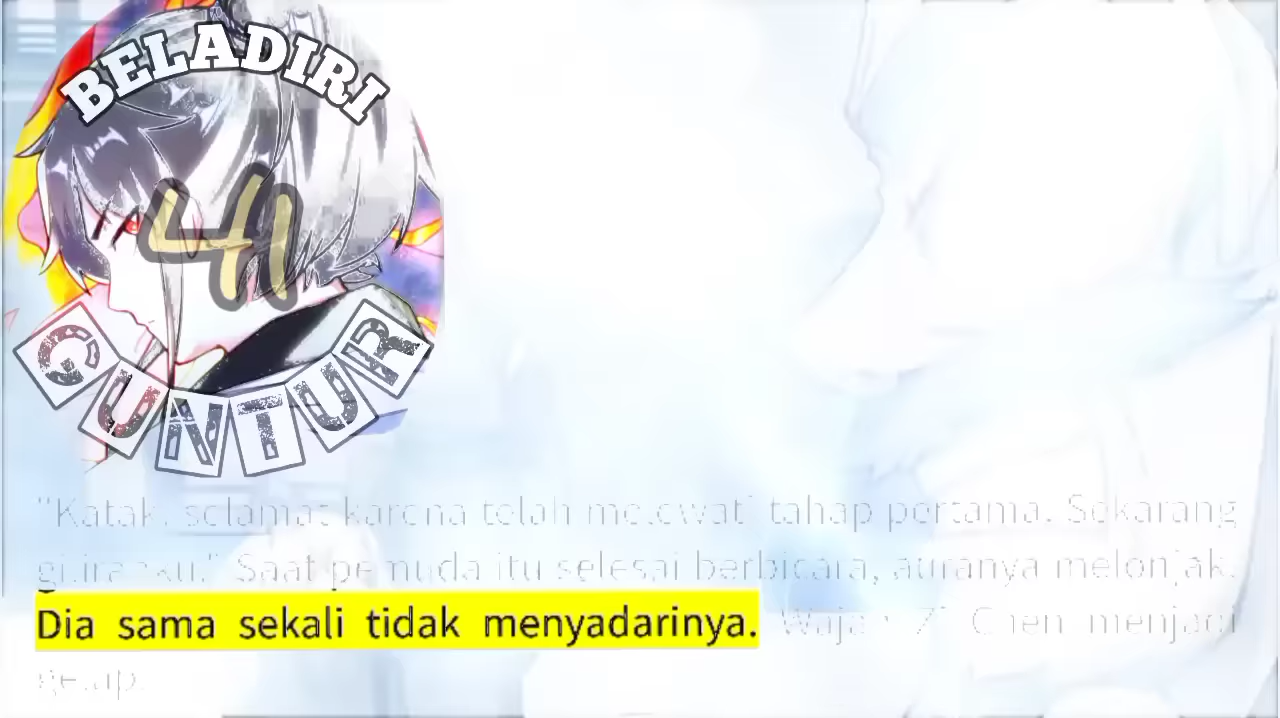 BELADIRI
41
GUNTUR
"Katak, selamat karena telah melewati tahap pertama. Sekarang
giliranku." Saat pemuda itu selesai berbicara, auranya melonjak.
Dia sama sekali tidak menyadarinya. Wajah Zi Chen menjadi
gelap.